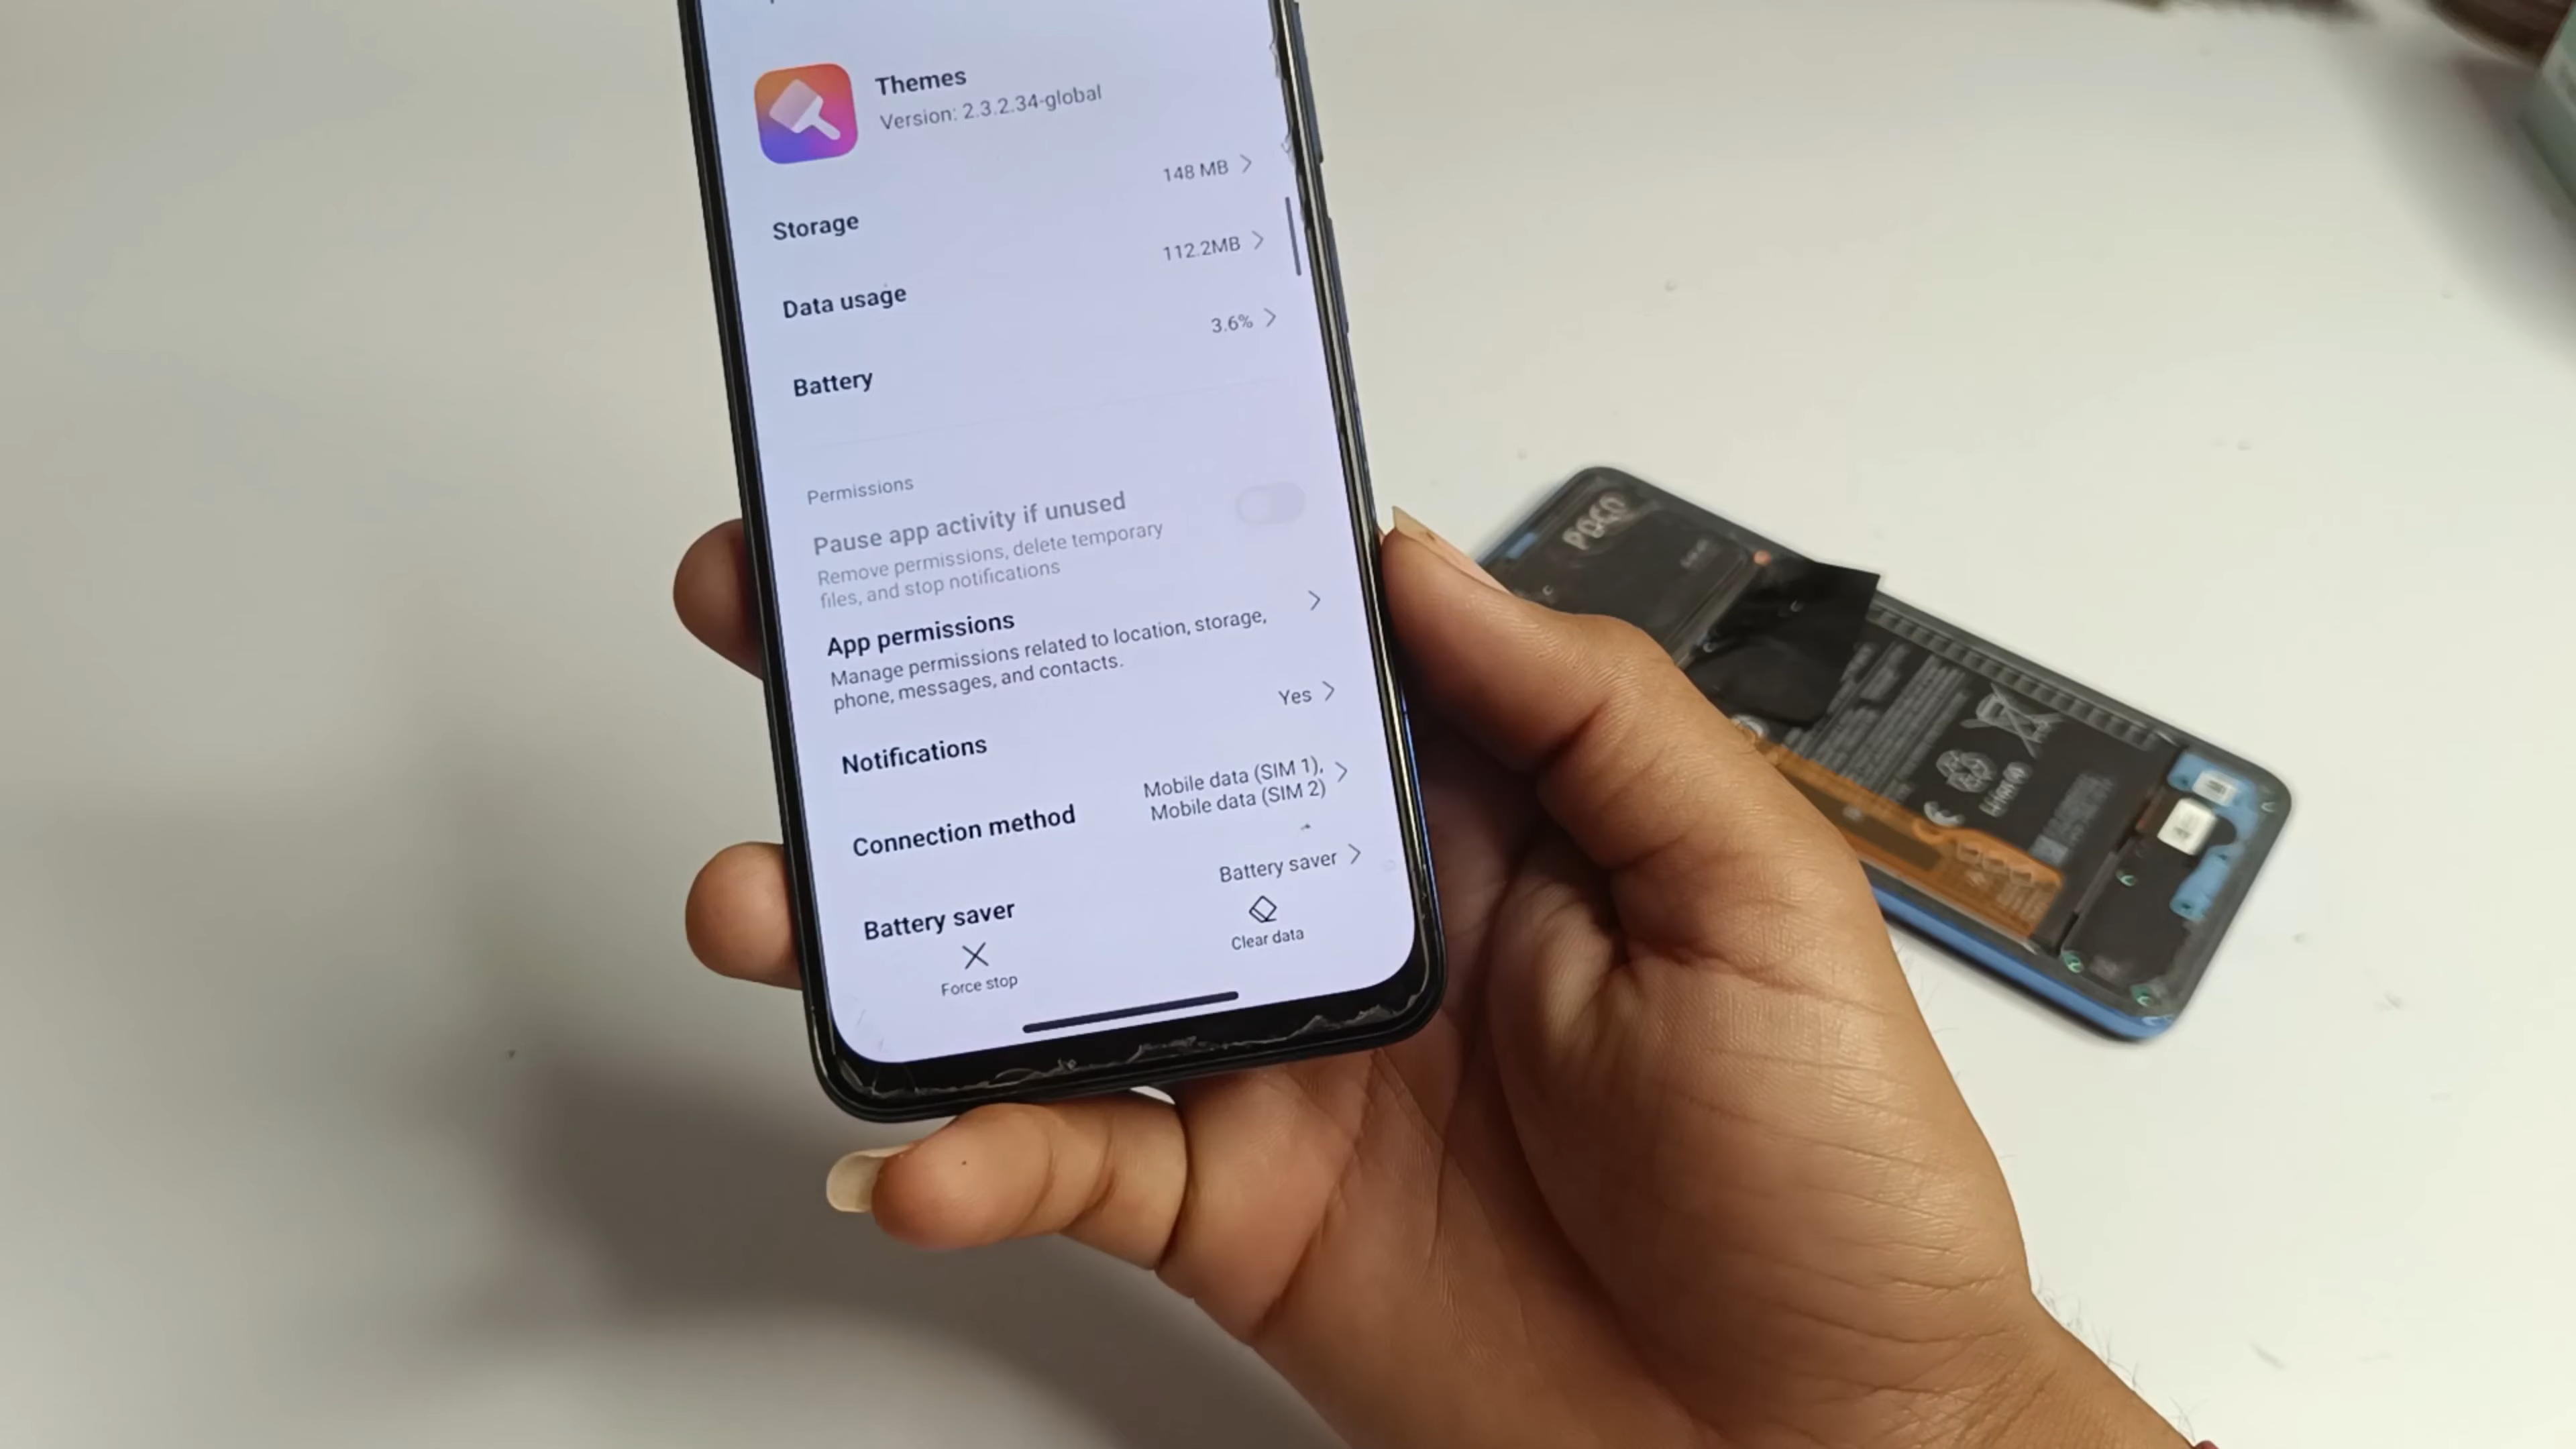 Themes
Version: 2.3.2.34-global
Storage 148 MB
Data usage 112.2MB
Battery 3.6%
Permissions
Pause app activity if unused
Remove permissions, delete temporary
files, and stop notifications
App permissions
Manage permissions related to location, storage,
phone, messages, and contacts.
Notifications Yes
Connection method Mobile data (SIM 1),
Mobile data (SIM 2)
Battery saver Battery saver
Force stop Clear data
POCO